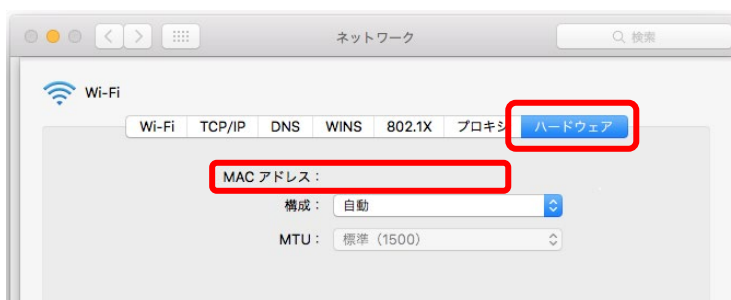 ネットワーク
検索
Wi-Fi
Wi-Fi TCP/IP DNS WINS 802.1X プロキシ ハードウェア
MAC アドレス：
構成： 自動
MTU： 標準（1500）